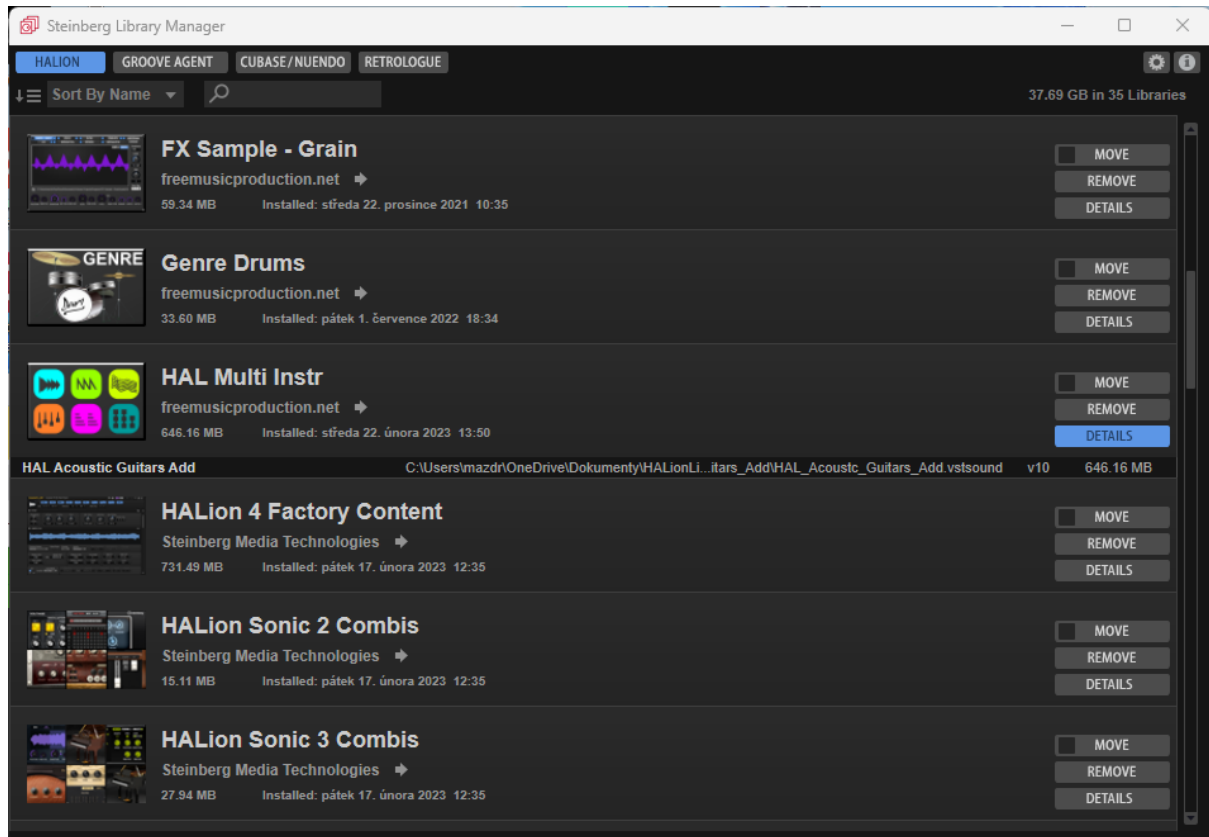 Steinberg Library Manager
HALION GROOVE AGENT CUBASE/NUENDO RETROLOGUE
Sort By Name 37.69 GB in 35 Libraries
FX Sample - Grain
MOVE
freemusicproduction.net
REMOVE
59.34 MB Installed: středa 22. prosince 2021 10:35
DETAILS
GENRE
Genre Drums
MOVE
freemusicproduction.net
REMOVE
33.60 MB Installed: pátek 1. července 2022 18:34
DETAILS
HAL Multi Instr
MOVE
freemusicproduction.net
REMOVE
646.16 MB Installed: středa 22. února 2023 13:50
DETAILS
HAL Acoustic Guitars Add C:\Users\mazdr\OneDrive\Dokumenty\HALionLi...itars_Add\HAL_Acoustc_Guitars_Add.vstsound v10 646.16 MB
HALion 4 Factory Content
MOVE
Steinberg Media Technologies
REMOVE
731.49 MB Installed: pátek 17. února 2023 12:35
DETAILS
HALion Sonic 2 Combis
MOVE
Steinberg Media Technologies
REMOVE
15.11 MB Installed: pátek 17. února 2023 12:35
DETAILS
HALion Sonic 3 Combis
MOVE
Steinberg Media Technologies
REMOVE
27.94 MB Installed: pátek 17. února 2023 12:35
DETAILS